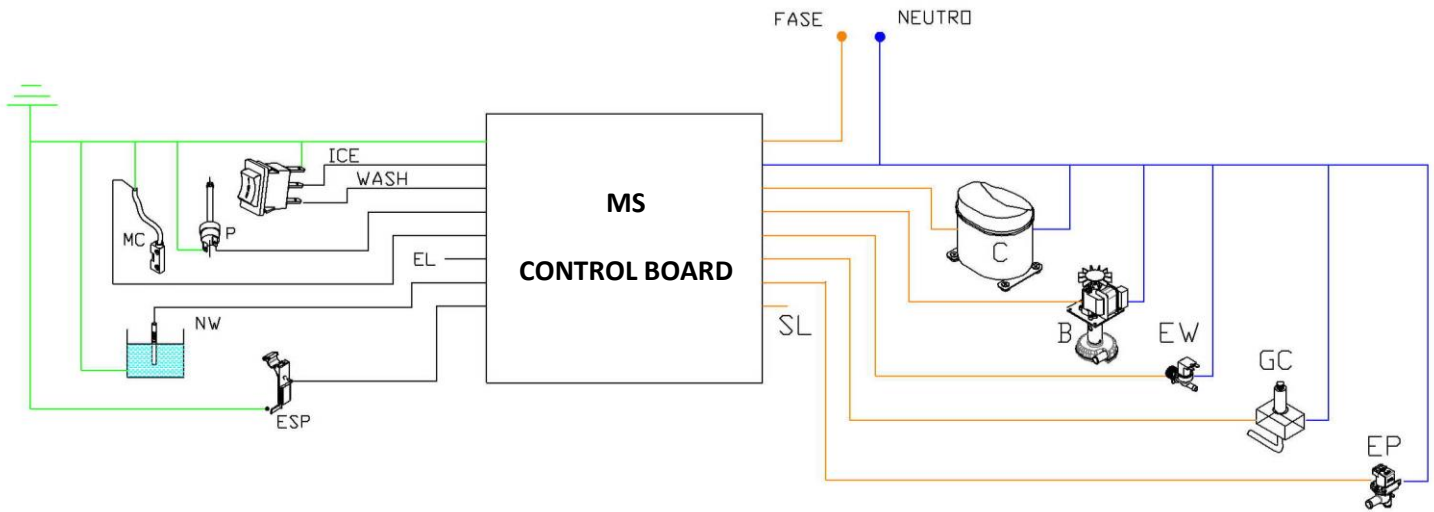 FASE
NEUTRO
ICE
WASH
MS
CONTROL BOARD
MC
P
EL
C
NW
SL
B
EW
GC
ESP
EP